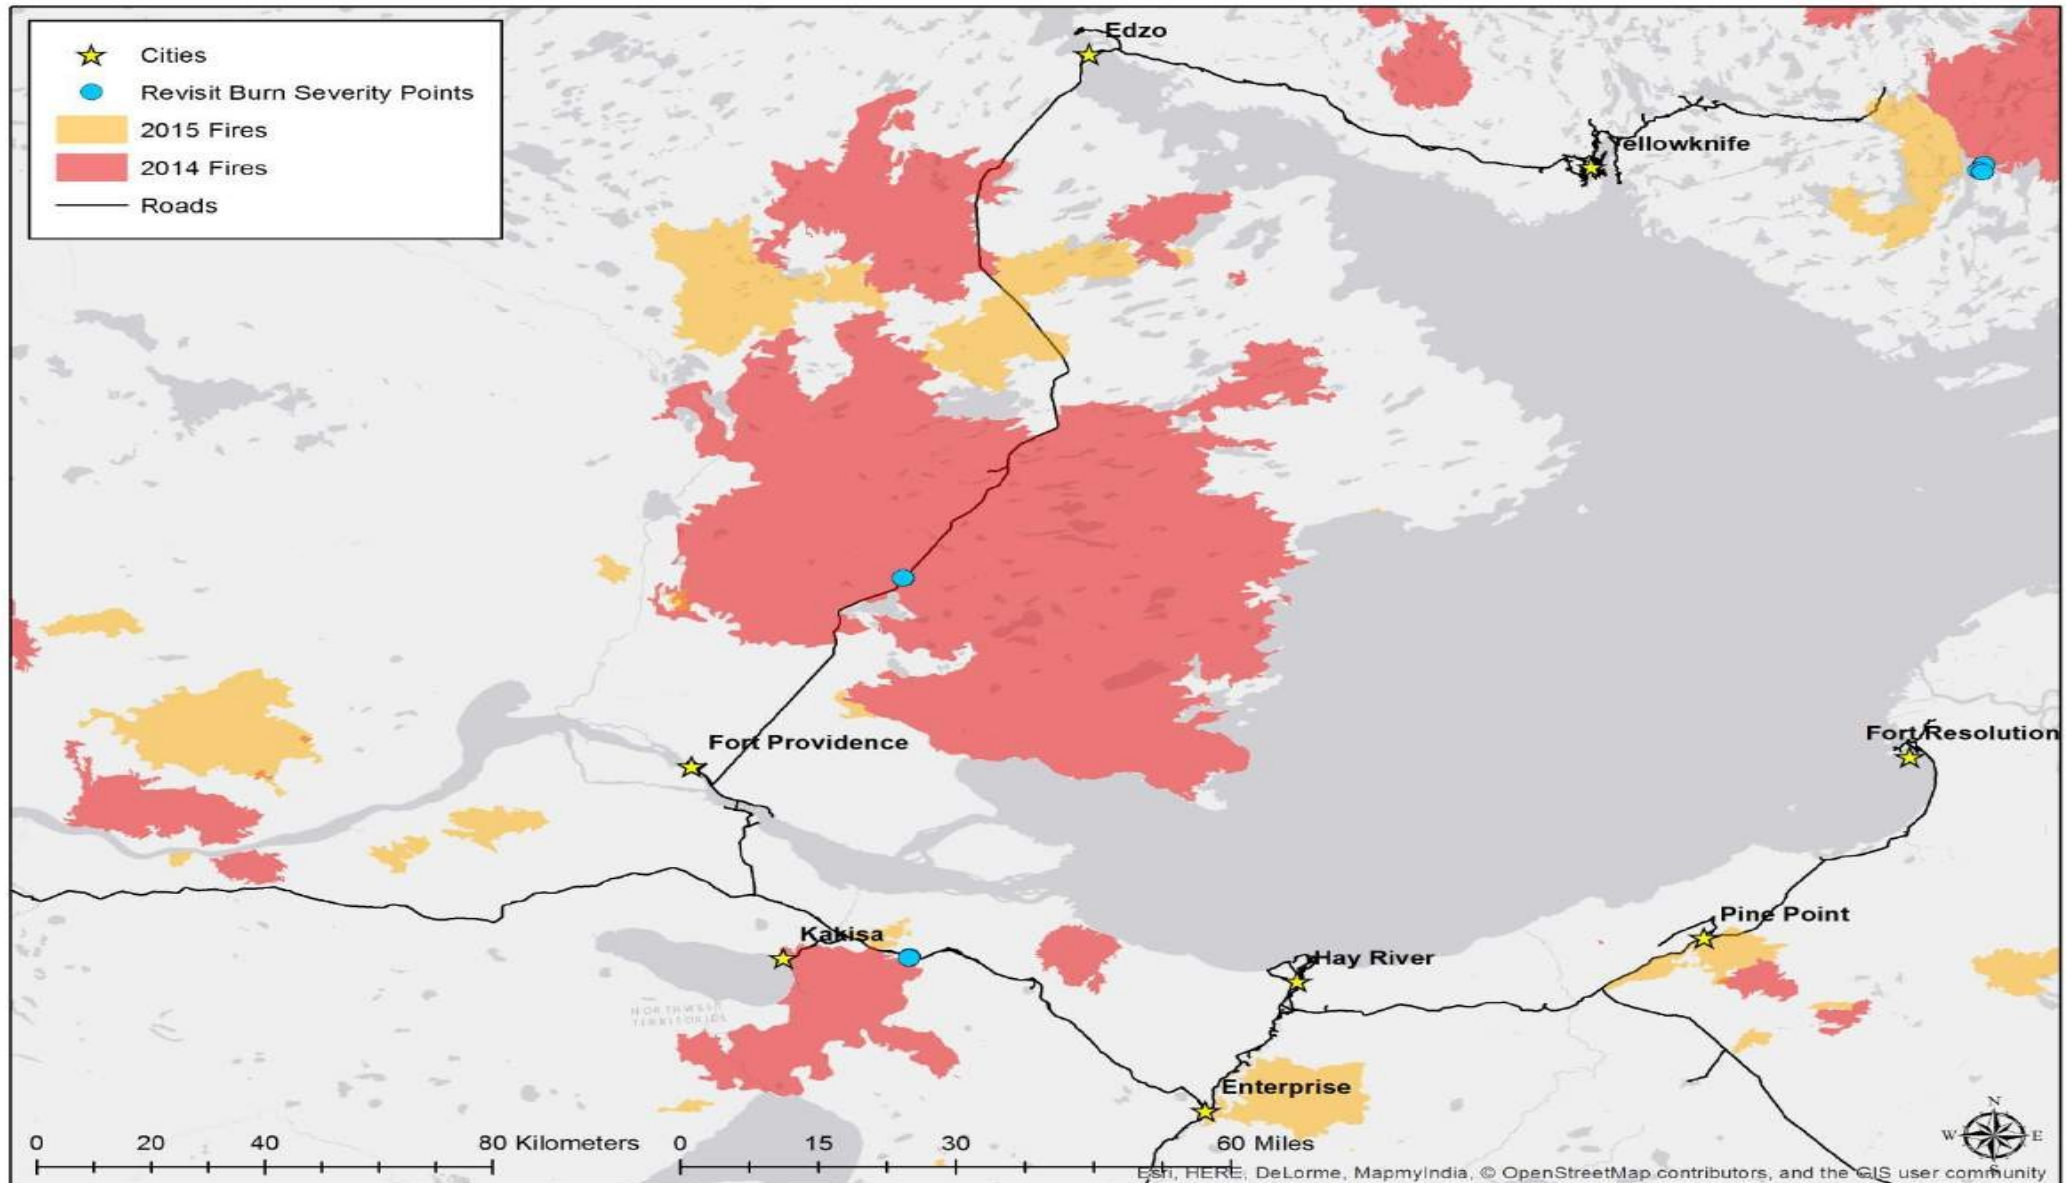 Cities
Revisit Burn Severity Points
2015 Fires
2014 Fires
Roads
Edzo
Yellowknife
Fort Providence
Fort Resolution
Kakisa
Pine Point
Hay River
NORTHWEST
TERRITORIES
Enterprise
N
W E
S
0 20 40 80 Kilometers 0 15 30 60 Miles
Esri, HERE, DeLorme, MapmyIndia, © OpenStreetMap contributors, and the GIS user community